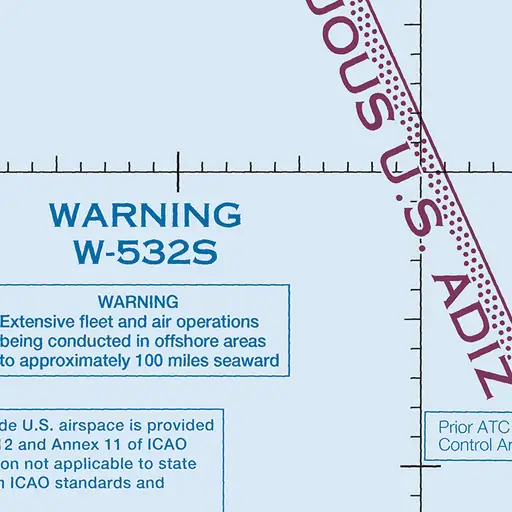 UOUS U.S. ADIZ
WARNING
W-532S
WARNING
Extensive fleet and air operations
being conducted in offshore areas
to approximately 100 miles seaward
de U.S. airspace is provided
12 and Annex 11 of ICAO
on not applicable to state
ICAO standards and
Prior ATC
Control Ar